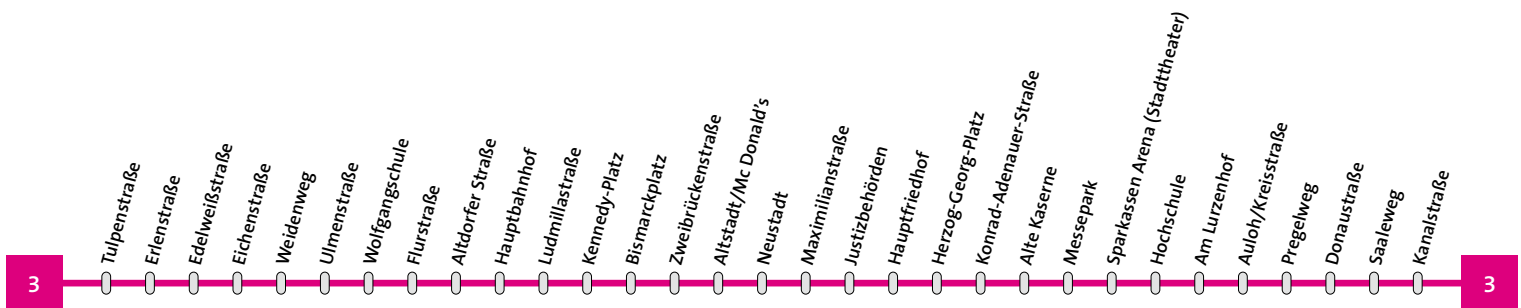 3
Tulpenstraße
Erlenstraße
Edelweißstraße
Eichenstraße
Weidenweg
Ulmenstraße
Wolfgangschule
Flurstraße
Altdorfer Straße
Hauptbahnhof
Ludmillastraße
Kennedy-Platz
Bismarckplatz
Zweibrückenstraße
Altstadt/Mc Donald's
Neustadt
Maximilianstraße
Justizbehörden
Hauptfriedhof
Herzog-Georg-Platz
Konrad-Adenauer-Straße
Alte Kaserne
Messepark
Sparkassen Arena (Stadttheater)
Hochschule
Am Lurzenhof
Auloh/Kreisstraße
Pregelweg
Donaustraße
Saaleweg
Kanalstraße
3